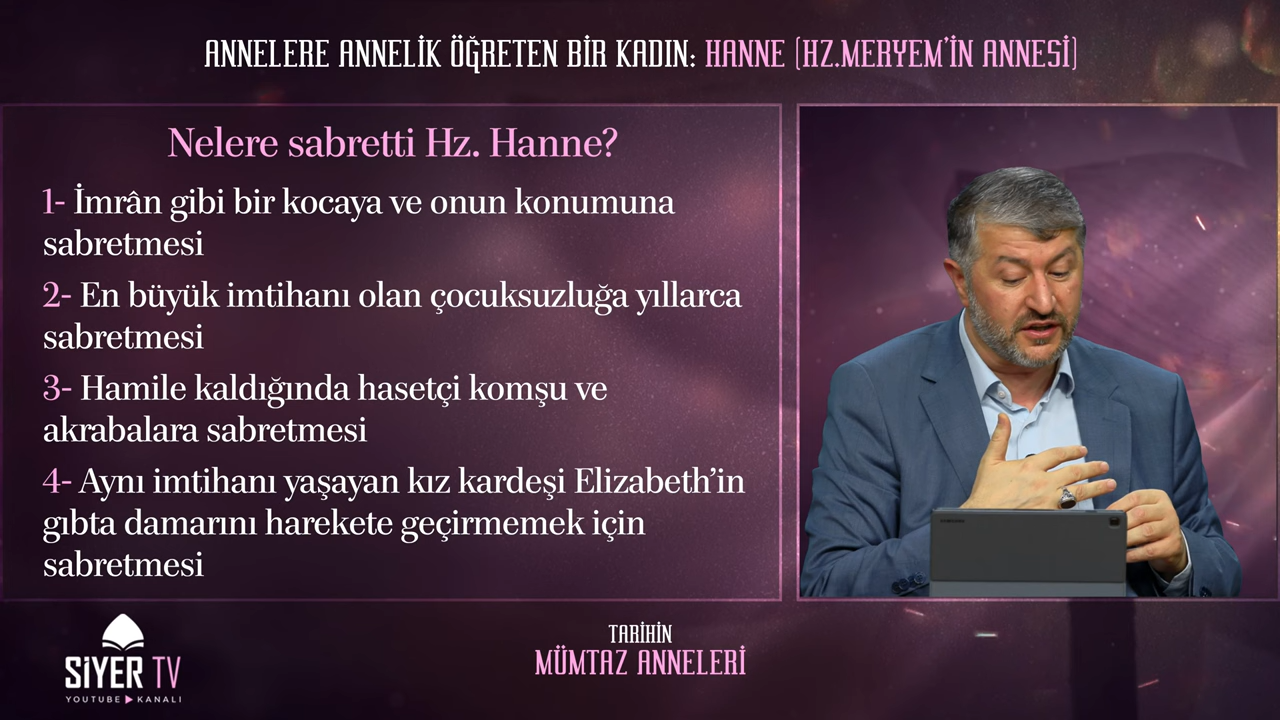 ANNELERE ANNELİK ÖĞRETEN BİR KADIN: HANNE (HZ.MERYEM'İN ANNESİ)
Nelere sabretti Hz. Hanne?
1- İmrân gibi bir kocaya ve onun konumuna
sabretmesi
2- En büyük imtihanı olan çocuksuzluğa yıllarca
sabretmesi
3- Hamile kaldığında hasetçi komşu ve
akrabalara sabretmesi
4- Aynı imtihanı yaşayan kız kardeşi Elizabeth’in
gıbta damarını harekete geçirmemek için
sabretmesi
SAMSUNG
SİYER TV
YOUTUBE KANALI
TARİHİN
MÜMTAZ ANNELERİ